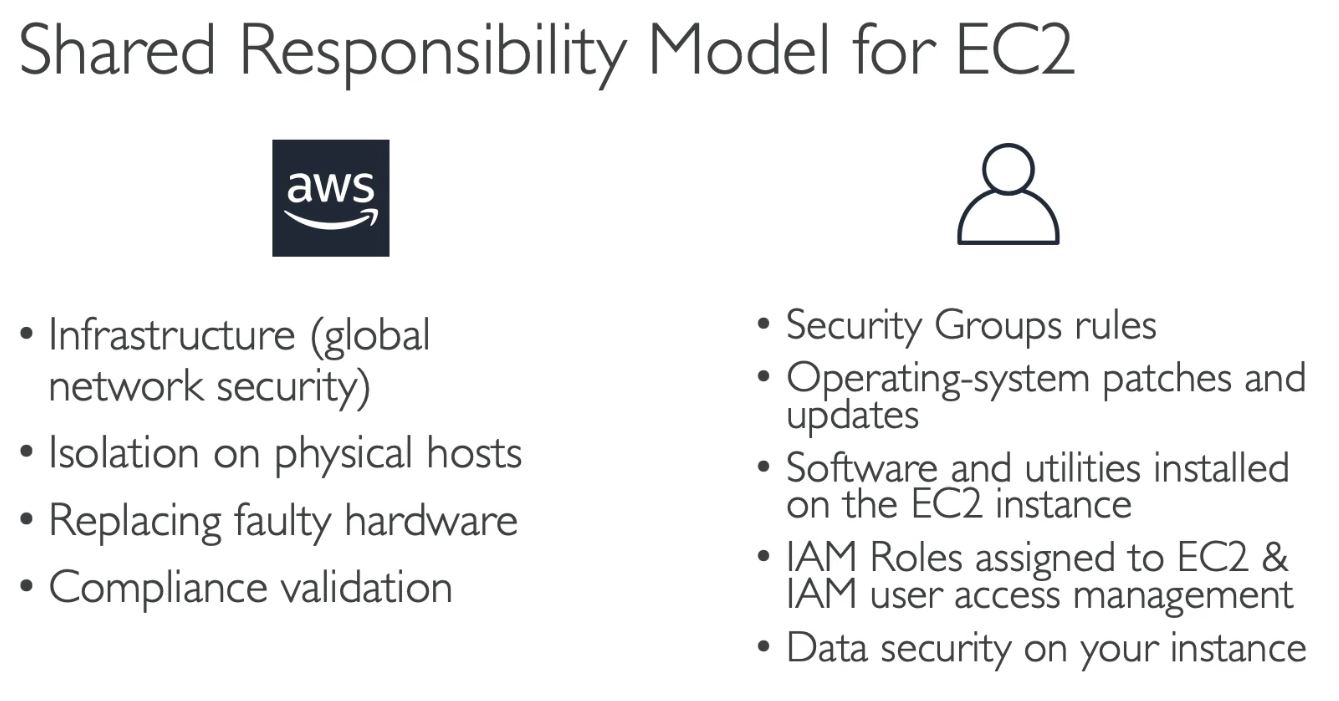 Shared Responsibility Model for EC2
aws
• Infrastructure (global
network security)
• Isolation on physical hosts
• Replacing faulty hardware
• Compliance validation
• Security Groups rules
• Operating-system patches and
updates
• Software and utilities installed
on the EC2 instance
• IAM Roles assigned to EC2 &
IAM user access management
• Data security on your instance